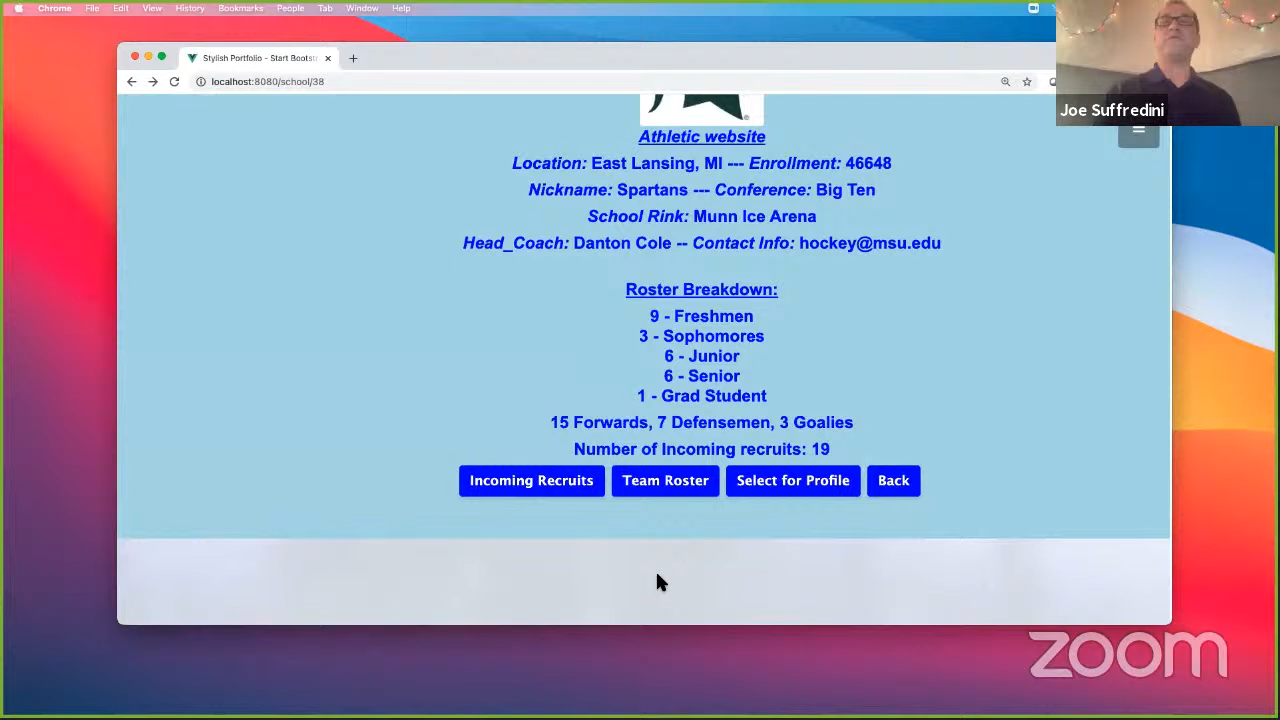 Chrome File Edit View History Bookmarks People Tab Window Help
Stylish Portfolio - Start Bootst
localhost:8080/school/38
Joe Suffredini
Athletic website
Location: East Lansing, MI --- Enrollment: 46648
Nickname: Spartans --- Conference: Big Ten
School Rink: Munn Ice Arena
Head_Coach: Danton Cole -- Contact Info: hockey@msu.edu
Roster Breakdown:
9 - Freshmen
3 - Sophomores
6 - Junior
6 - Senior
1 - Grad Student
15 Forwards, 7 Defensemen, 3 Goalies
Number of Incoming recruits: 19
Incoming Recruits Team Roster Select for Profile Back
zoom